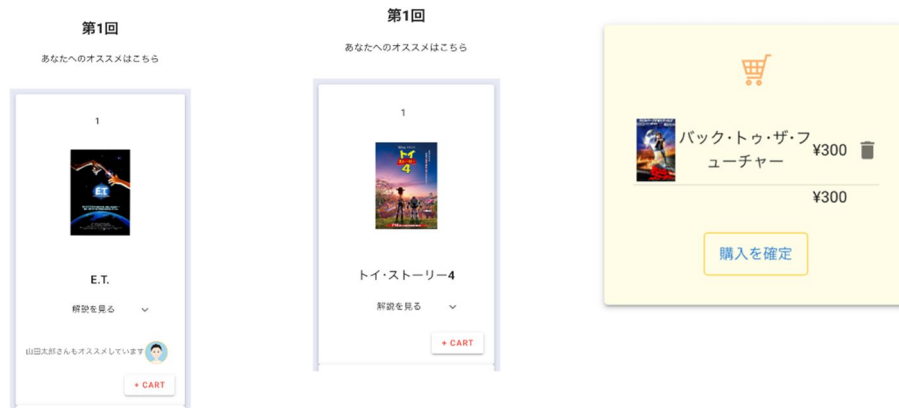 第1回
あなたへのオススメはこちら
1
E.T.
E.T.
解説を見る
山田太郎さんもオススメしています
+ CART
第1回
あなたへのオススメはこちら
1
トイ
4
トイ・ストーリー4
解説を見る
+ CART
バック・トゥ・ザ・フ
ューチャー
¥300
¥300
購入を確定